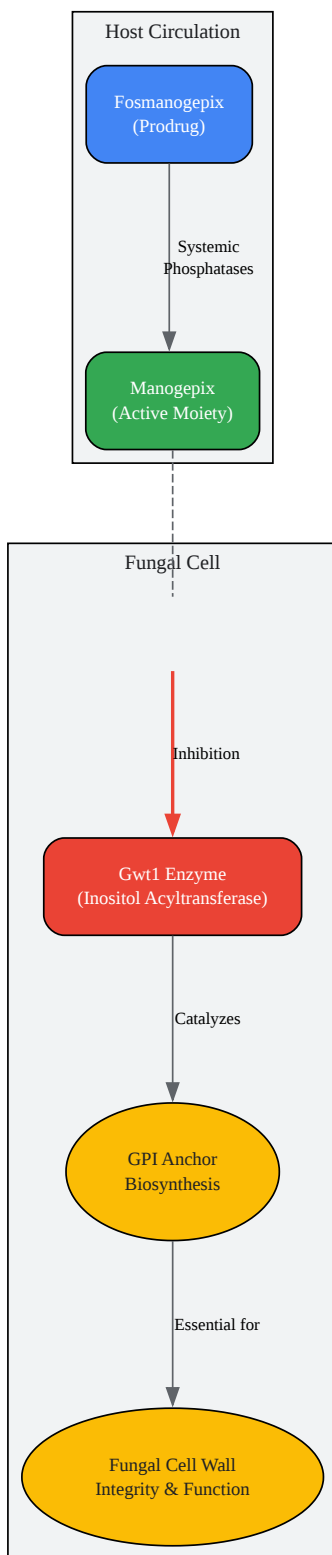 Host Circulation
Fosmanogepix
(Prodrug)
Systemic
Phosphatases
Manogepix
(Active Moiety)
Fungal Cell
Inhibition
Gwt1 Enzyme
(Inositol Acyltransferase)
Catalyzes
GPI Anchor
Biosynthesis
Essential for
Fungal Cell Wall
Integrity & Function